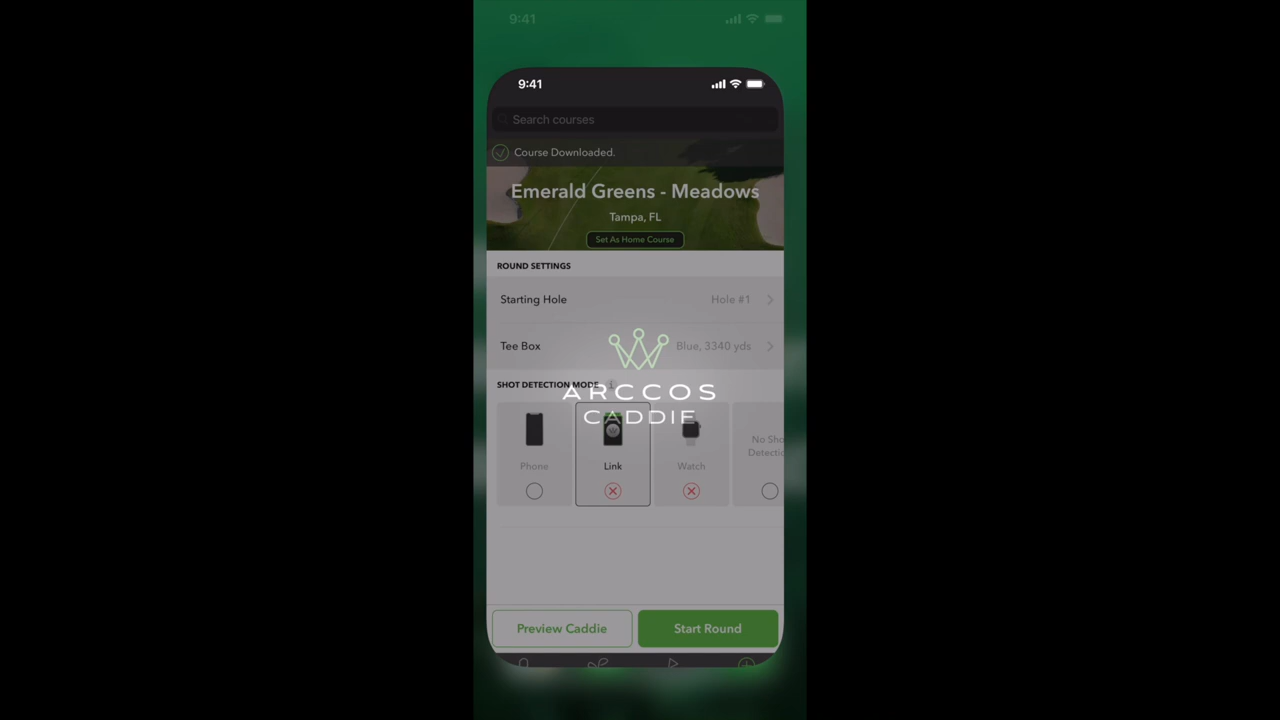 9:41
9:41
Search courses
Course Downloaded.
Emerald Greens - Meadows
Tampa, FL
Set As Home Course
ROUND SETTINGS
Starting Hole
Hole #1
Tee Box
Blue, 3340 yds
SHOT DETECTION MODE
ARCCOS
CADDIE
Phone
Link
Watch
No Sho
Detectio
Preview Caddie
Start Round